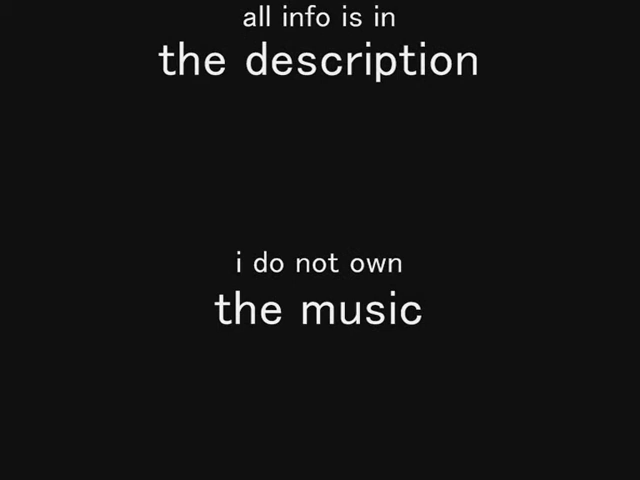 all info is in
the description
i do not own
the music